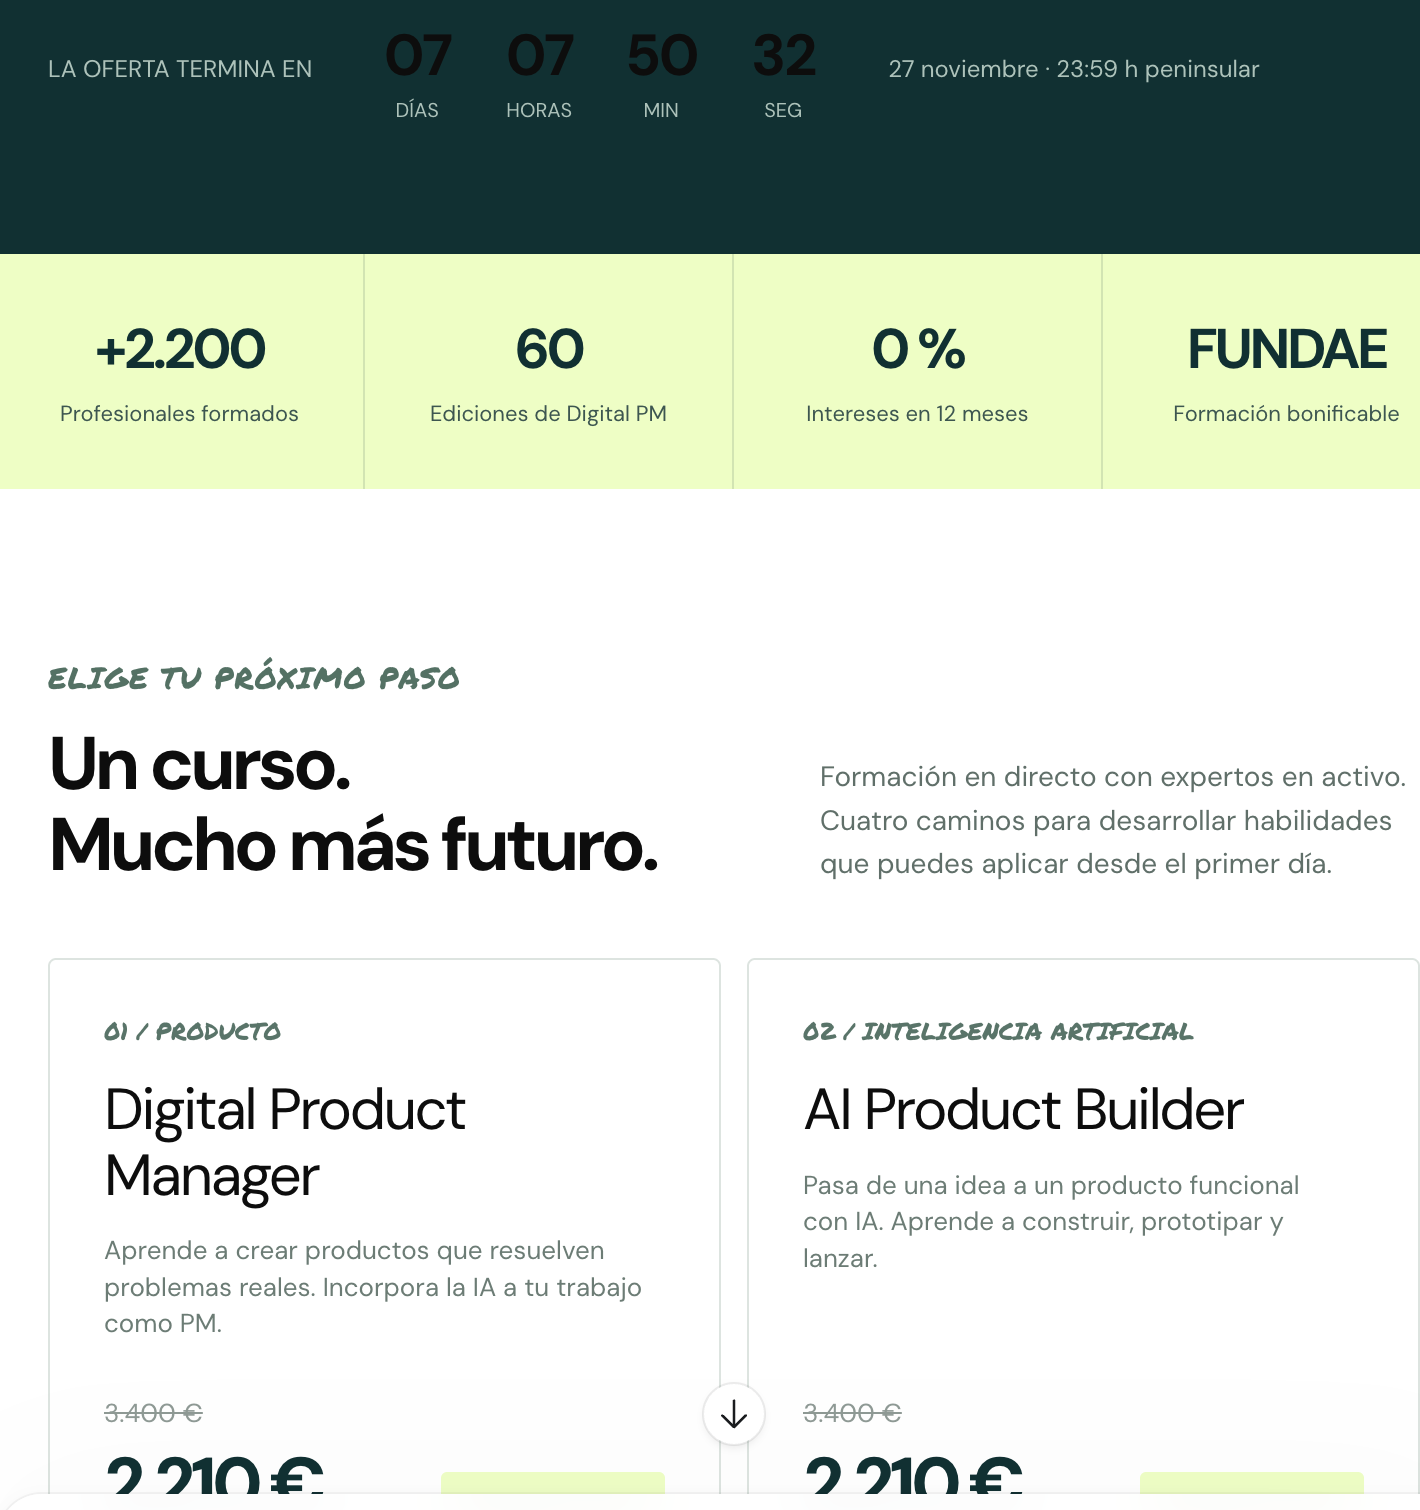 LA OFERTA TERMINA EN
07 07 50 32
DÍAS HORAS MIN SEG
27 noviembre · 23:59 h peninsular
+2.200
Profesionales formados
60
Ediciones de Digital PM
0 %
Intereses en 12 meses
FUNDAE
Formación bonificable
ELIGE TU PRÓXIMO PASO
Un curso.
Mucho más futuro.
Formación en directo con expertos en activo.
Cuatro caminos para desarrollar habilidades
que puedes aplicar desde el primer día.
01 / PRODUCTO
Digital Product
Manager
Aprende a crear productos que resuelven
problemas reales. Incorpora la IA a tu trabajo
como PM.
3.400 €
2.210 €
02 / INTELIGENCIA ARTIFICIAL
AI Product Builder
Pasa de una idea a un producto funcional
con IA. Aprende a construir, prototipar y
lanzar.
3.400 €
2.210 €